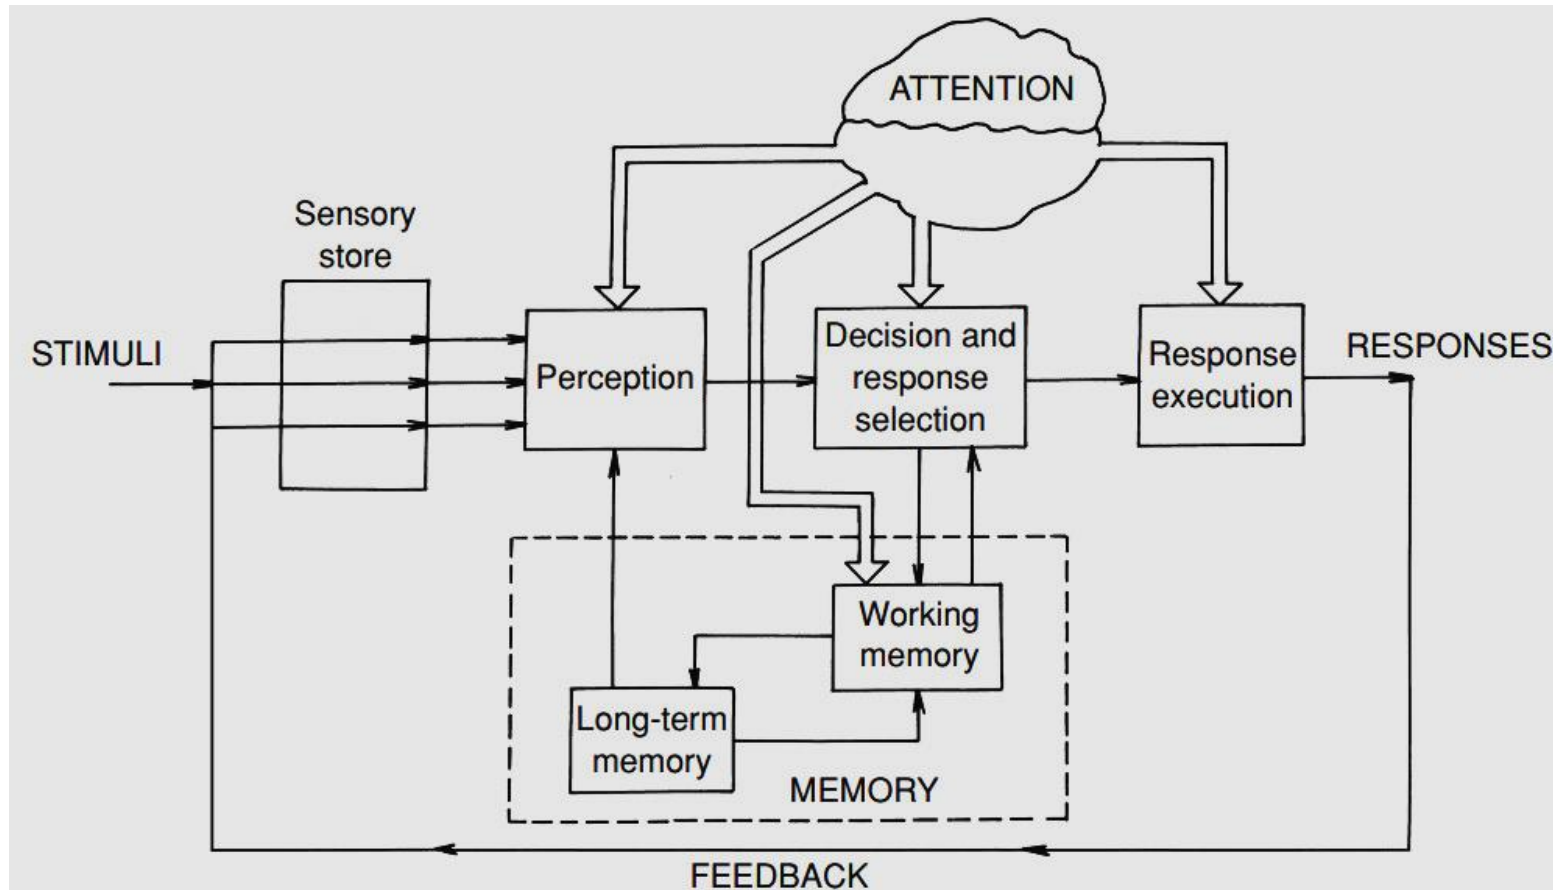 ATTENTION
Sensory
store
STIMULI
Perception
Decision and
response
selection
Response
execution
RESPONSES
Working
memory
Long-term
memory
MEMORY
FEEDBACK